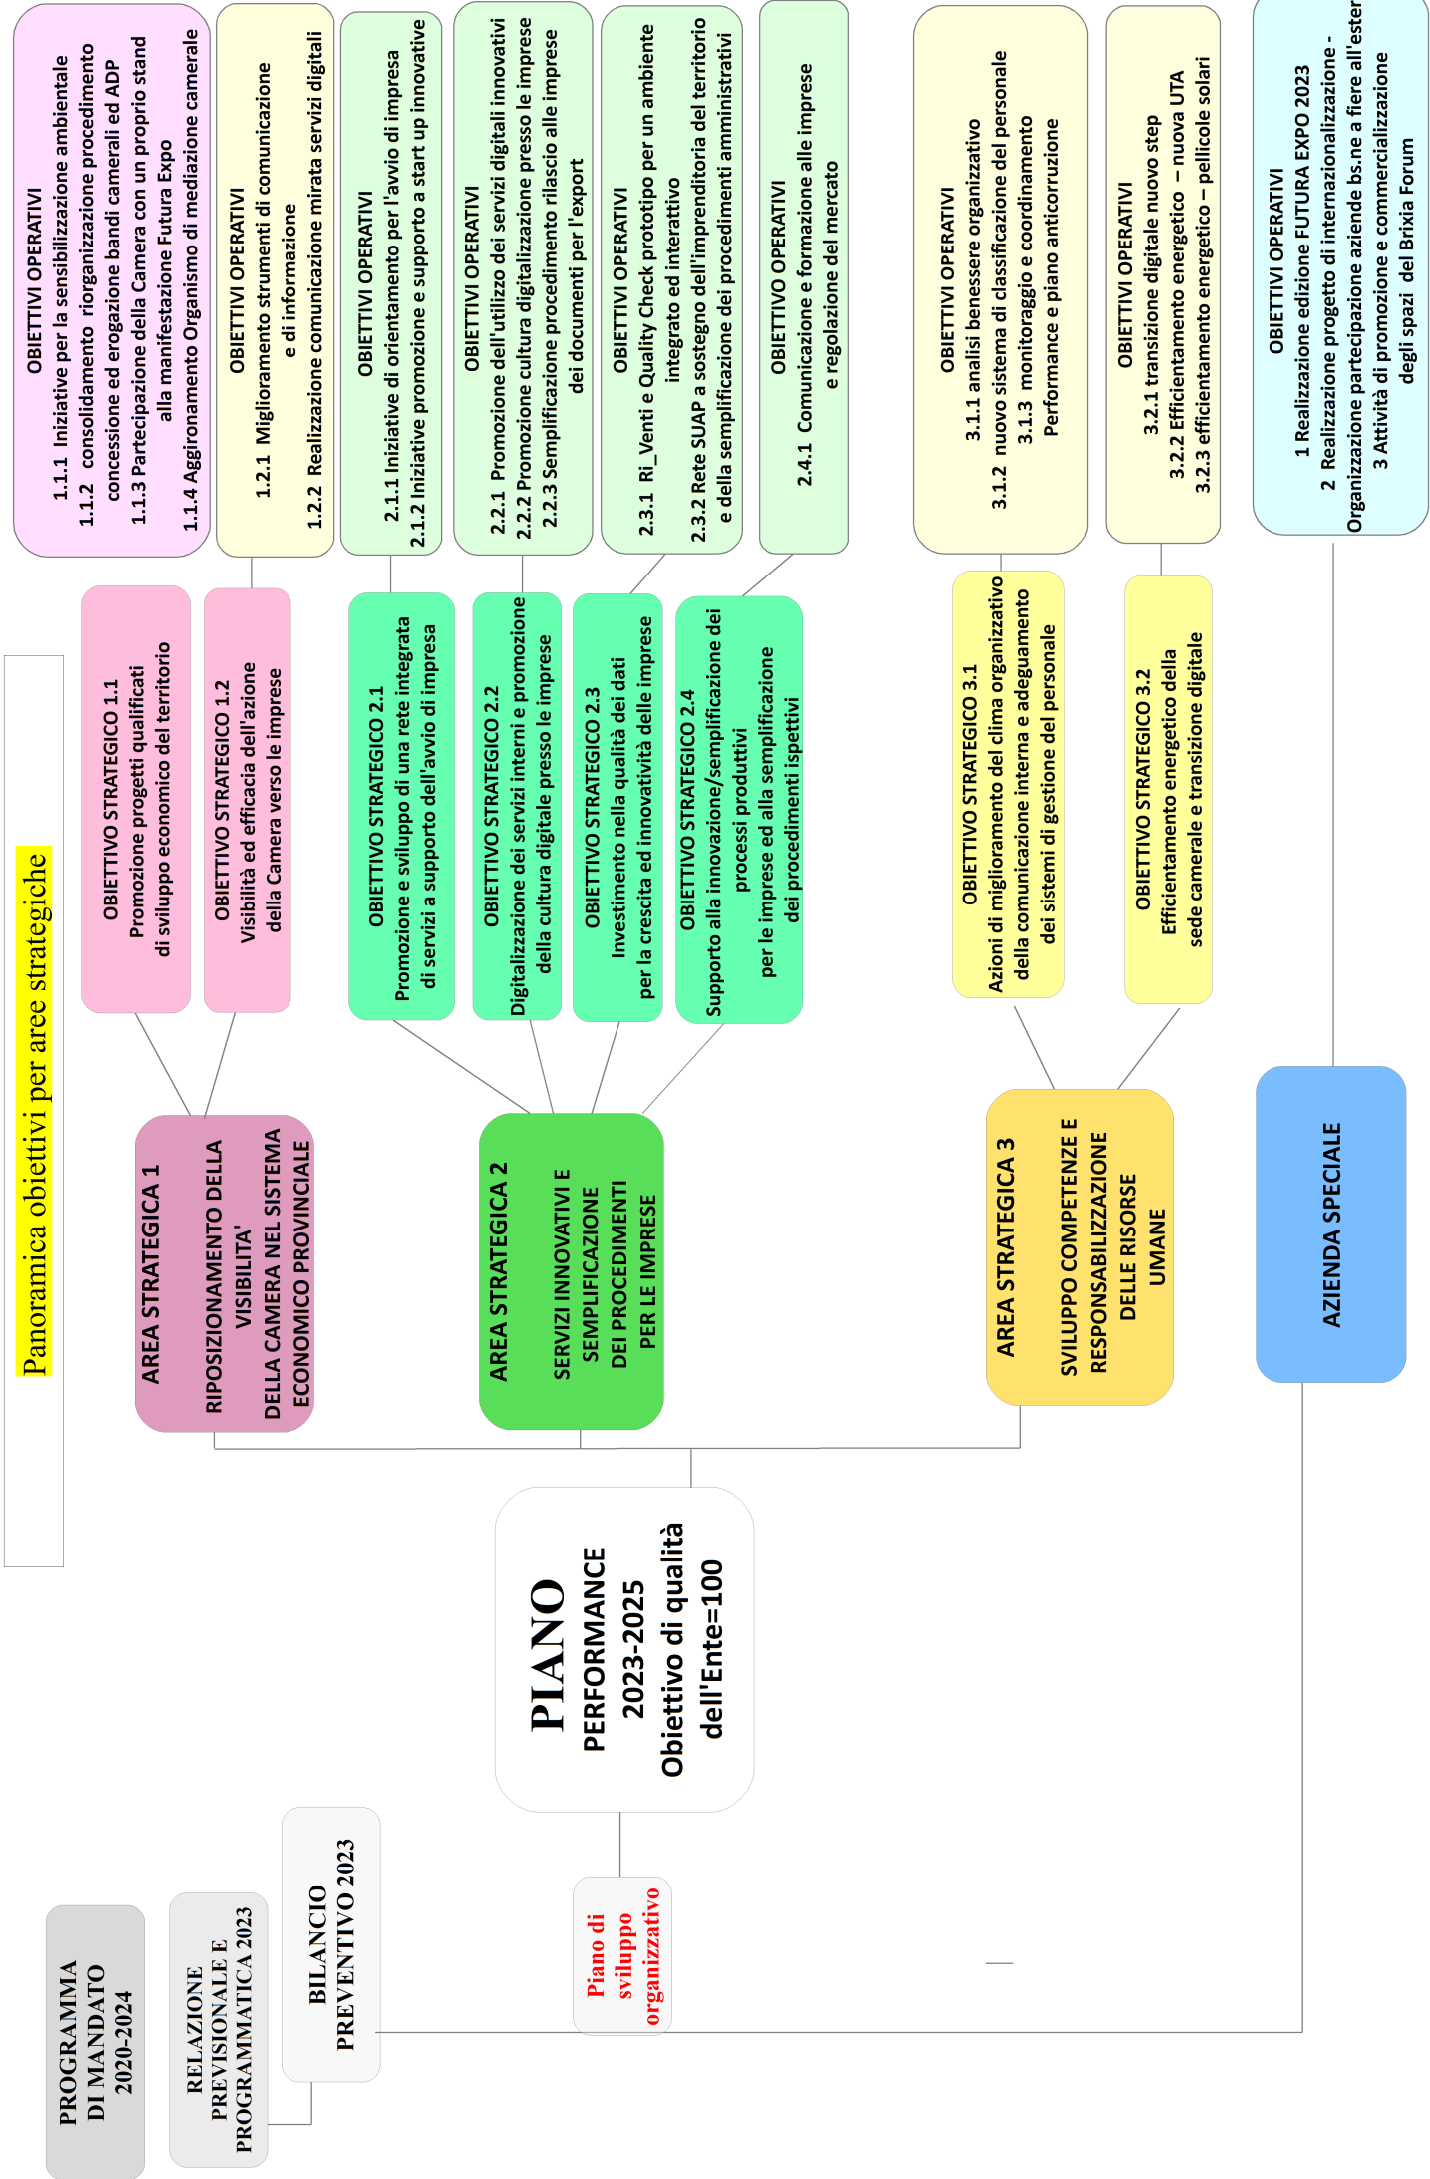 Panoramica obiettivi per aree strategiche
PROGRAMMA
DI MANDATO
2020-2024
RELAZIONE
PREVISIONALE E
PROGRAMMATICA 2023
BILANCIO
PREVENTIVO 2023
Piano di
sviluppo
organizzativo
PIANO
PERFORMANCE
2023-2025
Obiettivo di qualità
dell'Ente=100
AREA STRATEGICA 1
RIPOSIZIONAMENTO DELLA
VISIBILITA'
DELLA CAMERA NEL SISTEMA
ECONOMICO PROVINCIALE
OBIETTIVO STRATEGICO 1.1
Promozione progetti qualificati
di sviluppo economico del territorio
OBIETTIVI OPERATIVI
1.1.1 Iniziative per la sensibilizzazione ambientale
1.1.2 consolidamento riorganizzazione procedimento
concessione ed erogazione bandi camerali ed ADP
1.1.3 Partecipazione della Camera con un proprio stand
alla manifestazione Futura Expo
1.1.4 Aggironamento Organismo di mediazione camerale
OBIETTIVO STRATEGICO 1.2
Visibilità ed efficacia dell'azione
della Camera verso le imprese
OBIETTIVI OPERATIVI
1.2.1 Miglioramento strumenti di comunicazione
e di informazione
1.2.2 Realizzazione comunicazione mirata servizi digitali
AREA STRATEGICA 2
SERVIZI INNOVATIVI E
SEMPLIFICAZIONE
DEI PROCEDIMENTI
PER LE IMPRESE
OBIETTIVO STRATEGICO 2.1
Promozione e sviluppo di una rete integrata
di servizi a supporto dell'avvio di impresa
OBIETTIVI OPERATIVI
2.1.1 Iniziative di orientamento per l'avvio di impresa
2.1.2 Iniziative promozione e supporto a start up innovative
OBIETTIVO STRATEGICO 2.2
Digitalizzazione dei servizi interni e promozione
della cultura digitale presso le imprese
OBIETTIVI OPERATIVI
2.2.1 Promozione dell'utilizzo dei servizi digitali innovativi
2.2.2 Promozione cultura digitalizzazione presso le imprese
2.2.3 Semplificazione procedimento rilascio alle imprese
dei documenti per l'export
OBIETTIVO STRATEGICO 2.3
Investimento nella qualità dei dati
per la crescita ed innovatività delle imprese
OBIETTIVI OPERATIVI
2.3.1 Ri_Venti e Quality Check prototipo per un ambiente
integrato ed interattivo
2.3.2 Rete SUAP a sostegno dell'imprenditoria del territorio
e della semplificazione dei procedimenti amministrativi
OBIETTIVO STRATEGICO 2.4
Supporto alla innovazione/semplificazione dei
processi produttivi
per le imprese ed alla semplificazione
dei procedimenti ispettivi
OBIETTIVO OPERATIVI
2.4.1 Comunicazione e formazione alle imprese
e regolazione del mercato
AREA STRATEGICA 3
SVILUPPO COMPETENZE E
RESPONSABILIZZAZIONE
DELLE RISORSE
UMANE
OBIETTIVO STRATEGICO 3.1
Azioni di miglioramento del clima organizzativo
della comunicazione interna e adeguamento
dei sistemi di gestione del personale
OBIETTIVI OPERATIVI
3.1.1 analisi benessere organizzativo
3.1.2 nuovo sistema di classificazione del personale
3.1.3 monitoraggio e coordinamento
Performance e piano anticorruzione
OBIETTIVO STRATEGICO 3.2
Efficientamento energetico della
sede camerale e transizione digitale
OBIETTIVI OPERATIVI
3.2.1 transizione digitale nuovo step
3.2.2 Efficientamento energetico – nuova UTA
3.2.3 efficientamento energetico – pellicole solari
AZIENDA SPECIALE
OBIETTIVI OPERATIVI
1 Realizzazione edizione FUTURA EXPO 2023
2 Realizzazione progetto di internazionalizzazione -
Organizzazione partecipazione aziende bs.ne a fiere all'ester
3 Attività di promozione e commercializzazione
degli spazi del Brixia Forum